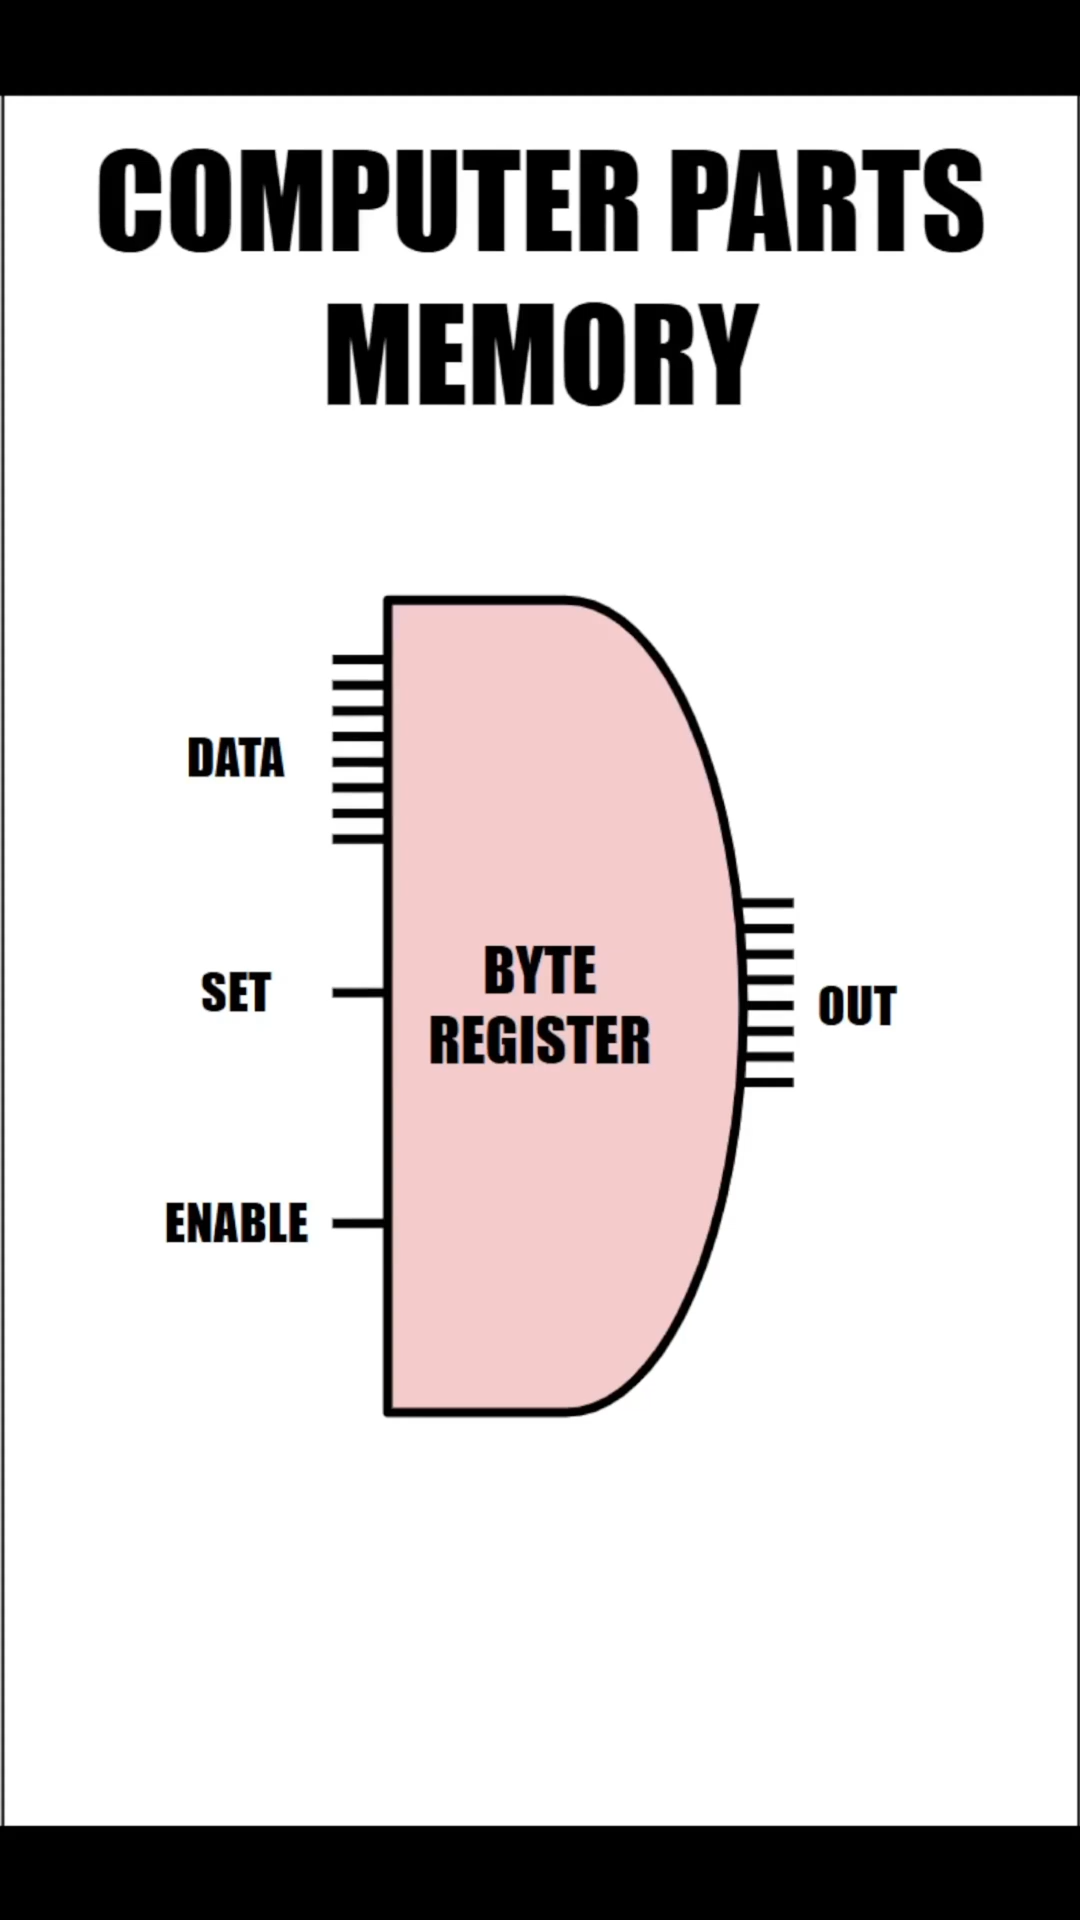 COMPUTER PARTS
MEMORY
DATA
SET
ENABLE
BYTE
REGISTER
OUT